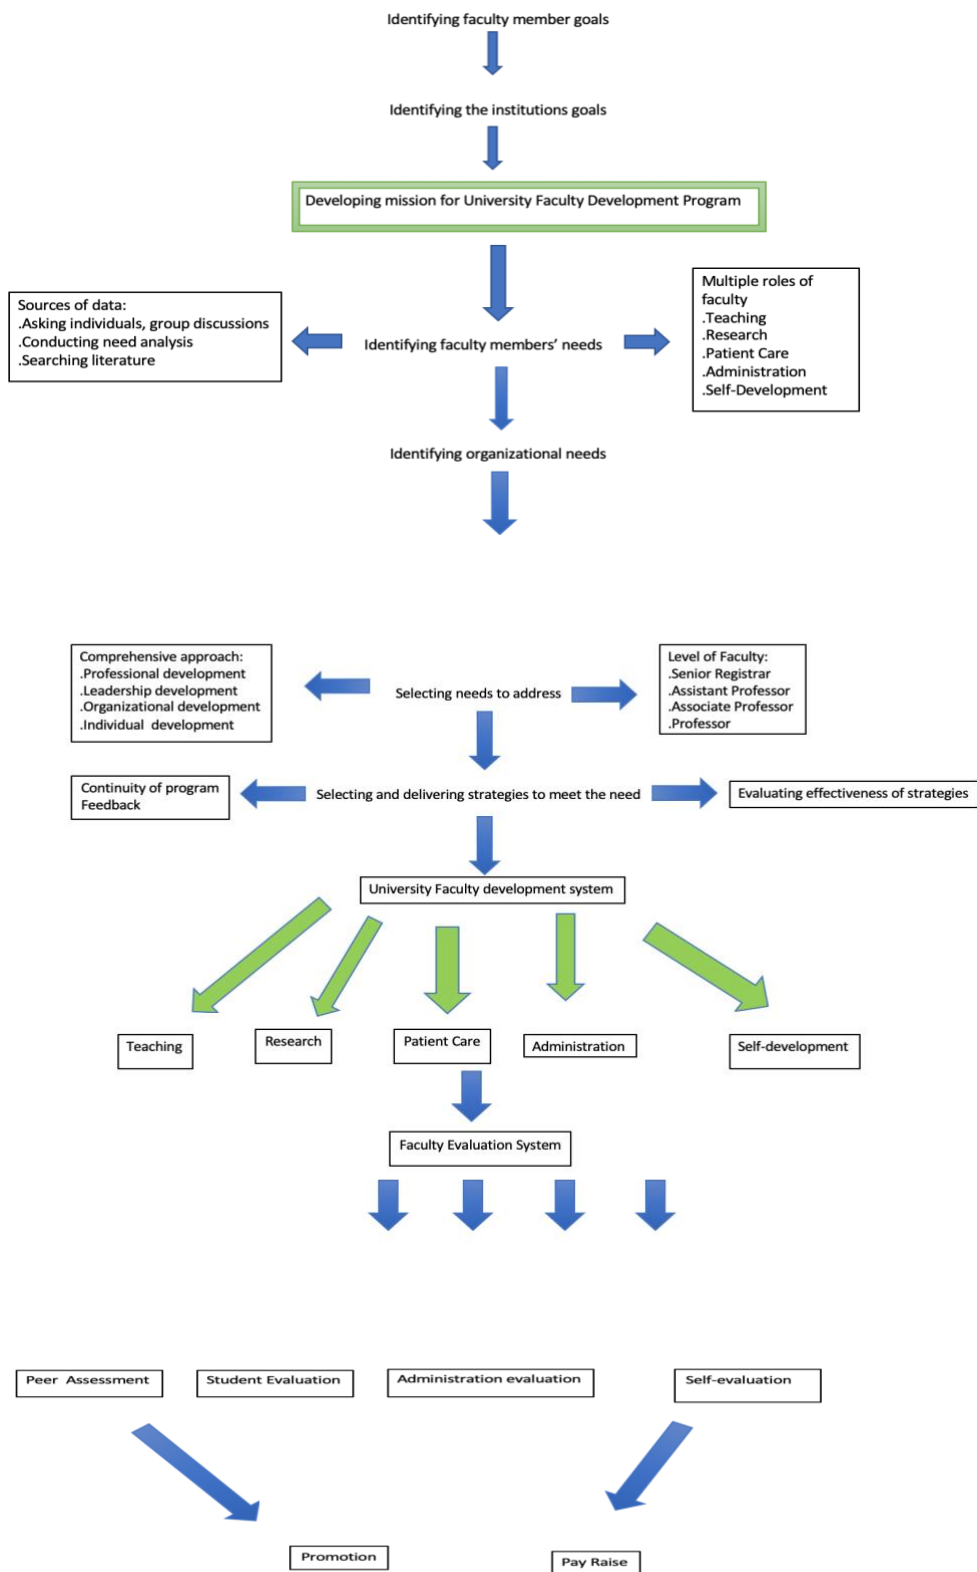 Identifying faculty member goals
Identifying the institutions goals
Developing mission for University Faculty Development Program
Sources of data:
.Asking individuals, group discussions
.Conducting need analysis
.Searching literature
Identifying faculty members' needs
Multiple roles of
faculty
.Teaching
.Research
.Patient Care
.Administration
.Self-Development
Identifying organizational needs
Comprehensive approach:
.Professional development
.Leadership development
.Organizational development
.Individual development
Selecting needs to address
Level of Faculty:
.Senior Registrar
.Assistant Professor
.Associate Professor
.Professor
Continuity of program
Feedback
Selecting and delivering strategies to meet the need
Evaluating effectiveness of strategies
University Faculty development system
Teaching
Research
Patient Care
Administration
Self-development
Faculty Evaluation System
Peer Assessment
Student Evaluation
Administration evaluation
Self-evaluation
Promotion
Pay Raise